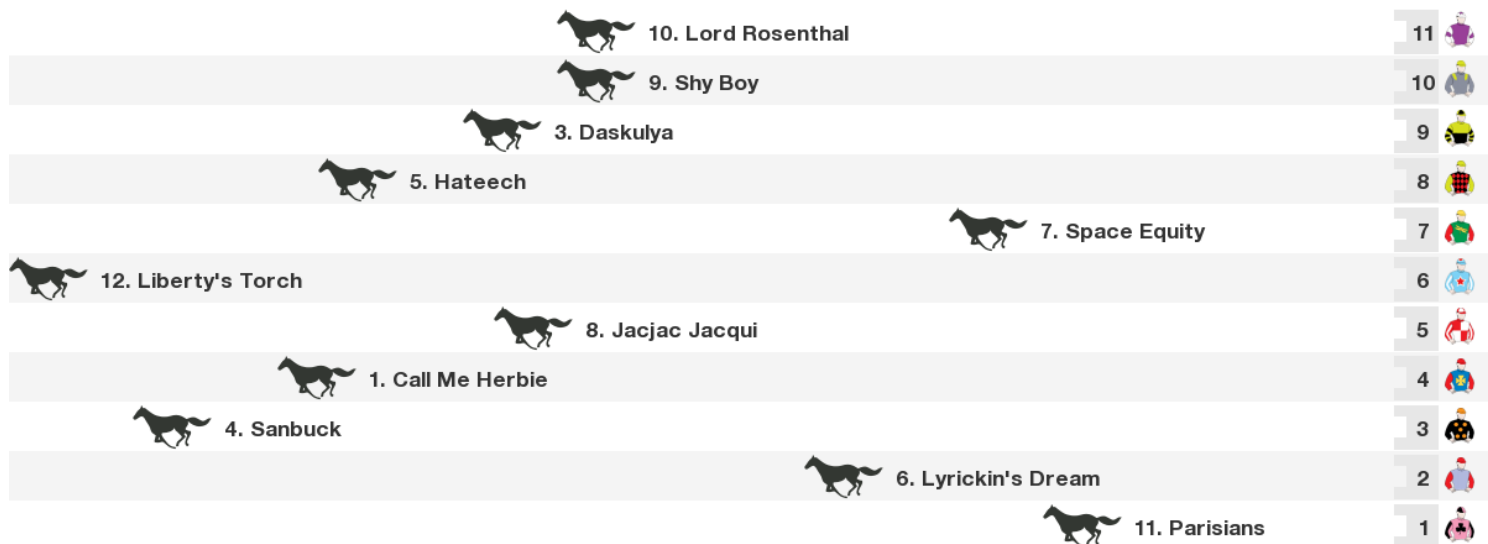 10. Lord Rosenthal 11
9. Shy Boy 10
3. Daskulya 9
5. Hateech 8
7. Space Equity 7
12. Liberty's Torch 6
8. Jacjac Jacqui 5
1. Call Me Herbie 4
4. Sanbuck 3
6. Lyrickin's Dream 2
11. Parisians 1